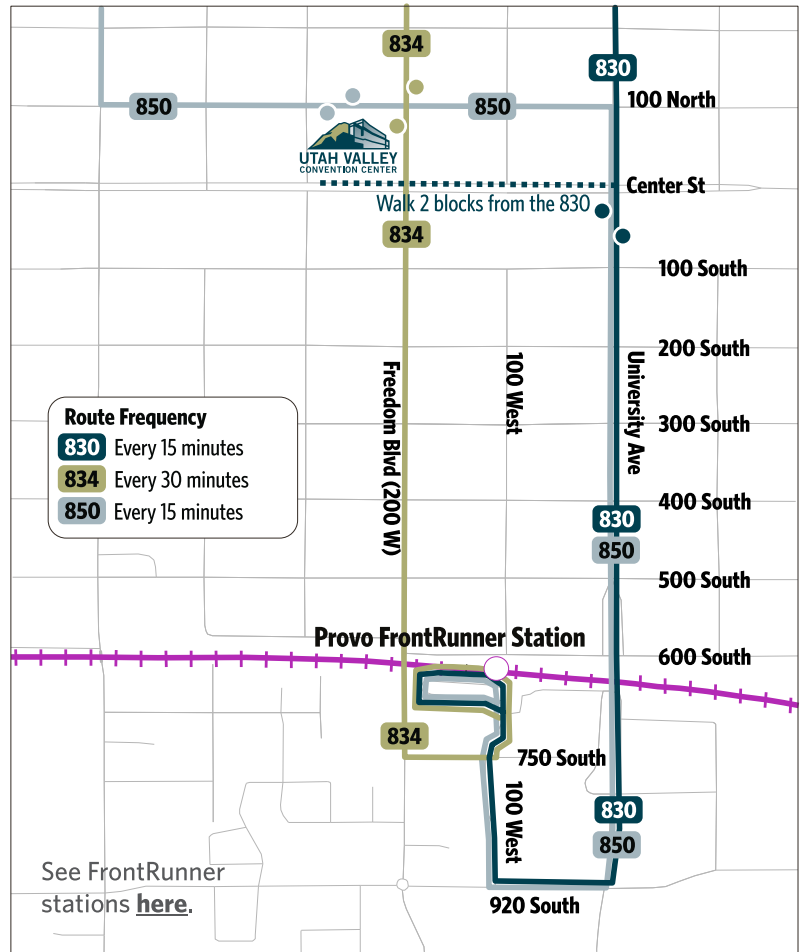 834
830
850
850
100 North
UTAH VALLEY
CONVENTION CENTER
Center St
Walk 2 blocks from the 830
834
100 South
200 South
Freedom Blvd (200 W)
100 West
University Ave
300 South
Route Frequency
830 Every 15 minutes
834 Every 30 minutes
850 Every 15 minutes
400 South
830
850
500 South
Provo FrontRunner Station
600 South
834
750 South
100 West
830
850
See FrontRunner
stations here.
920 South